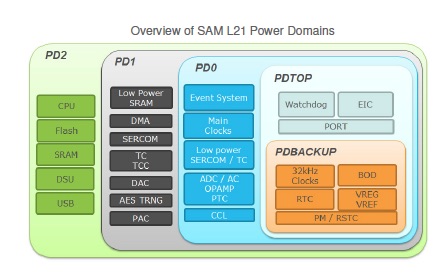 Overview of SAM L21 Power Domains
PD2
CPU
Flash
SRAM
DSU
USB
PD1
Low Power
SRAM
DMA
SERCOM
TC
TCC
DAC
AES TRNG
PAC
PD0
Event System
Main
Clocks
Low power
SERCOM / TC
ADC / AC
OPAMP
PTC
CCL
PDTOP
Watchdog
EIC
PORT
PDBACKUP
32kHz
Clocks
BOD
RTC
VREG
VREF
PM / RSTC